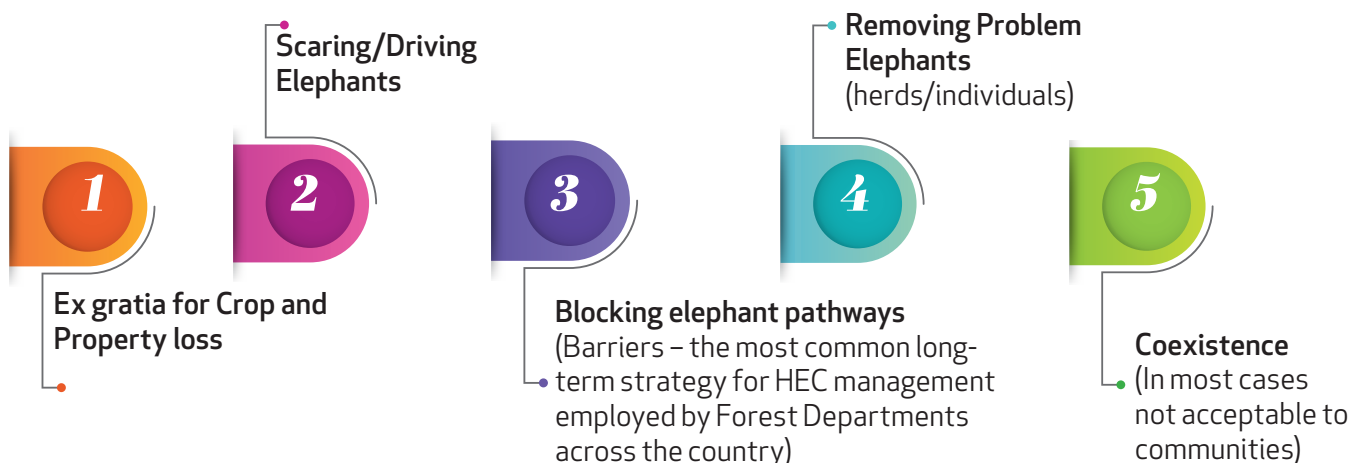 1
Ex gratia for Crop and
Property loss
2
Scaring/Driving
Elephants
3
Blocking elephant pathways
(Barriers – the most common long-
term strategy for HEC management
employed by Forest Departments
across the country)
4
Removing Problem
Elephants
(herds/individuals)
5
Coexistence
(In most cases
not acceptable to
communities)